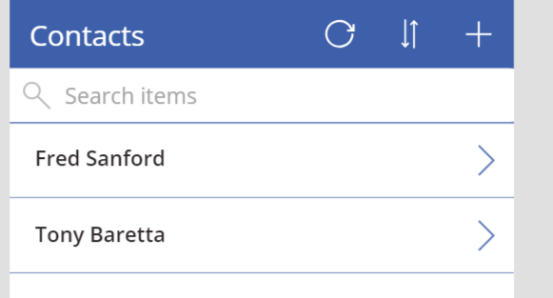 Contacts
Search items
Fred Sanford
Tony Baretta